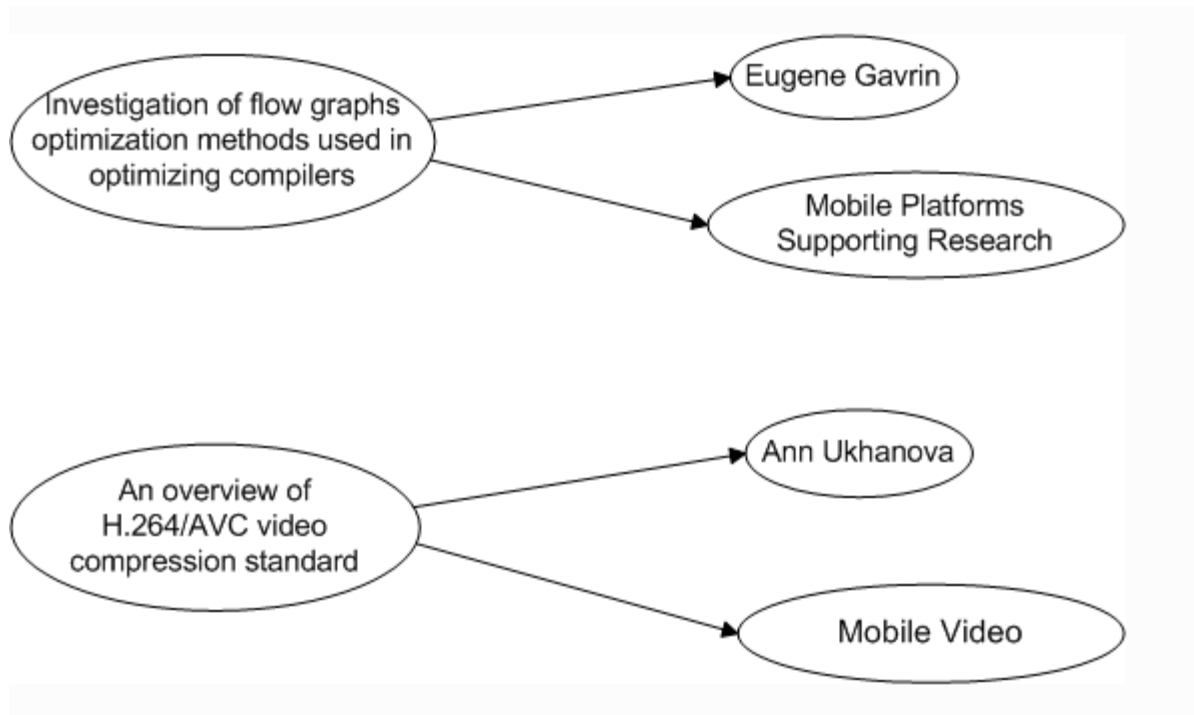 Investigation of flow graphs
optimization methods used in
optimizing compilers
Eugene Gavrin
Mobile Platforms
Supporting Research
An overview of
H.264/AVC video
compression standard
Ann Ukhanova
Mobile Video